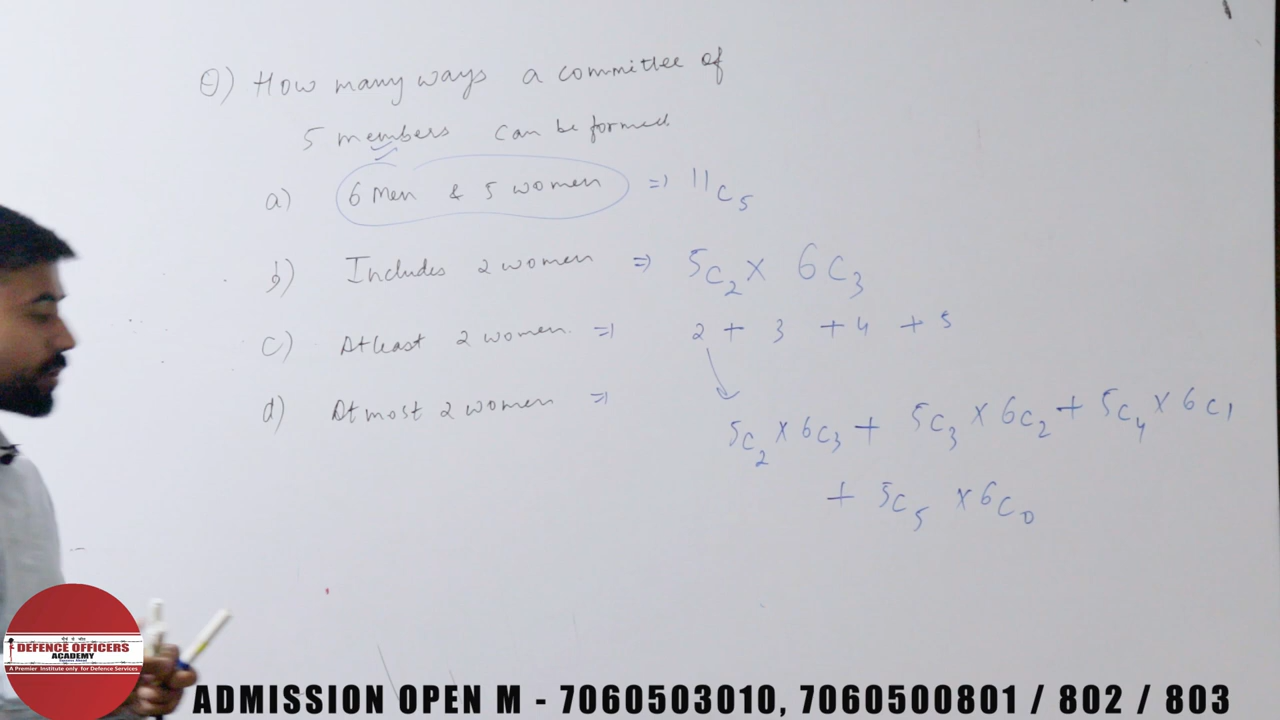 Q) How many ways a committee of
5 members can be formed
a) 6 Men & 5 women => 11C5
b) Includes 2 women => 5C2 X 6C3
c) Atleast 2 women. => 2 + 3 + 4 + 5
d) Atmost 2 women =>
5C2 X 6C3 + 5C3 X 6C2 + 5C4 X 6C1
+ 5C5 X 6C0
DEFENCE OFFICERS
ACADEMY
A Premier Institute only for Defence Services
ADMISSION OPEN M - 7060503010, 7060500801 / 802 / 803